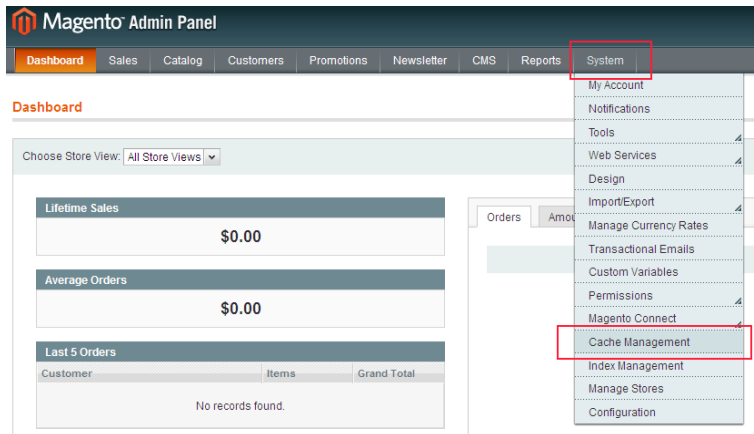 Magento Admin Panel
Dashboard Sales Catalog Customers Promotions Newsletter CMS Reports System
Dashboard
Choose Store View: All Store Views
Lifetime Sales
$0.00
Average Orders
$0.00
Last 5 Orders
Customer Items Grand Total
No records found.
Orders
My Account
Notifications
Tools
Web Services
Design
Import/Export
Manage Currency Rates
Transactional Emails
Custom Variables
Permissions
Magento Connect
Cache Management
Index Management
Manage Stores
Configuration